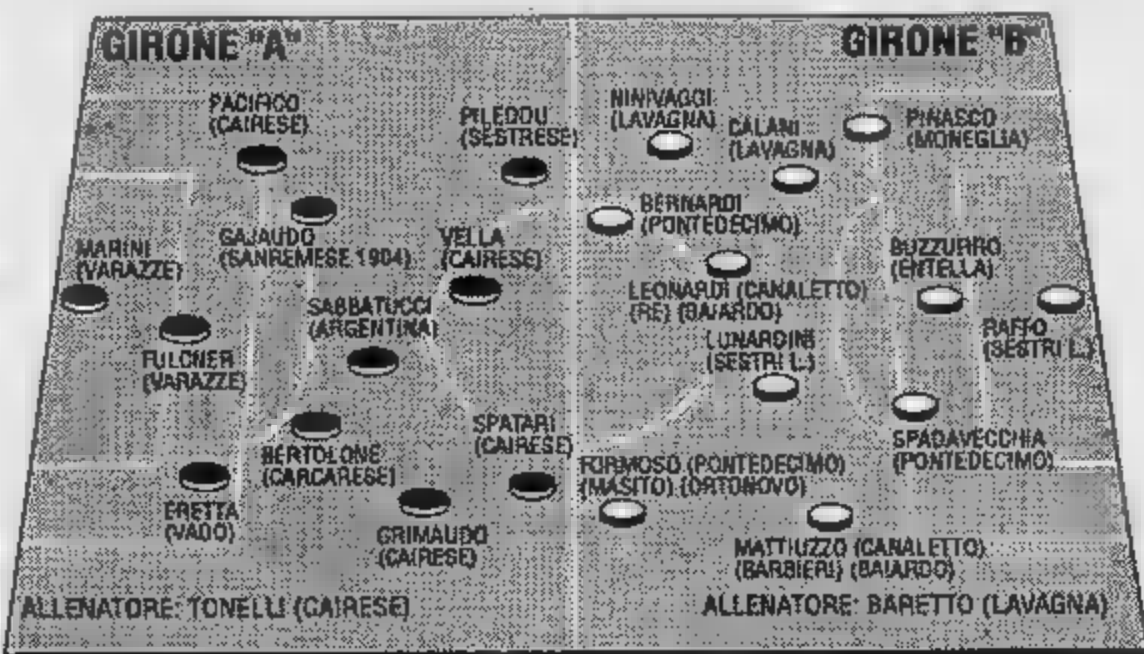 GIRONE "A"
PACIFICO
(CAIRESE)
PILEDDU
(SESTRESE)
GAJAUDO
(SANREMESE 1904)
VELLA
(CAIRESE)
MARINI
(VARAZZE)
SABBATUCCI
(ARGENTINA)
FULCNER
(VARAZZE)
BERTOLONE
(CARCARESE)
SPATARI
(CAIRESE)
ERETTA
(VADO)
GRIMAUDO
(CAIRESE)
ALLENATORE: TONELLI (CAIRESE)
GIRONE "B"
NINIVAGGI
(LAVAGNA)
CALANI
(LAVAGNA)
PINASCO
(MONEGLIA)
BERNARDI
(PONTEDECIMO)
BUZZURRO
(ENTELLA)
LEONARDI (CANALETTO)
(RE) (BAIARDO)
RAFFO
(SESTRI L.)
LUNARDINI
(SESTRI L.)
SPADAVECCHIA
(PONTEDECIMO)
FORMOSO (PONTEDECIMO)
(MASITO) (ORTONOVO)
MATTIUZZO (CANALETTO)
(BARBIERI) (BAIARDO)
ALLENATORE: BARETTO (LAVAGNA)